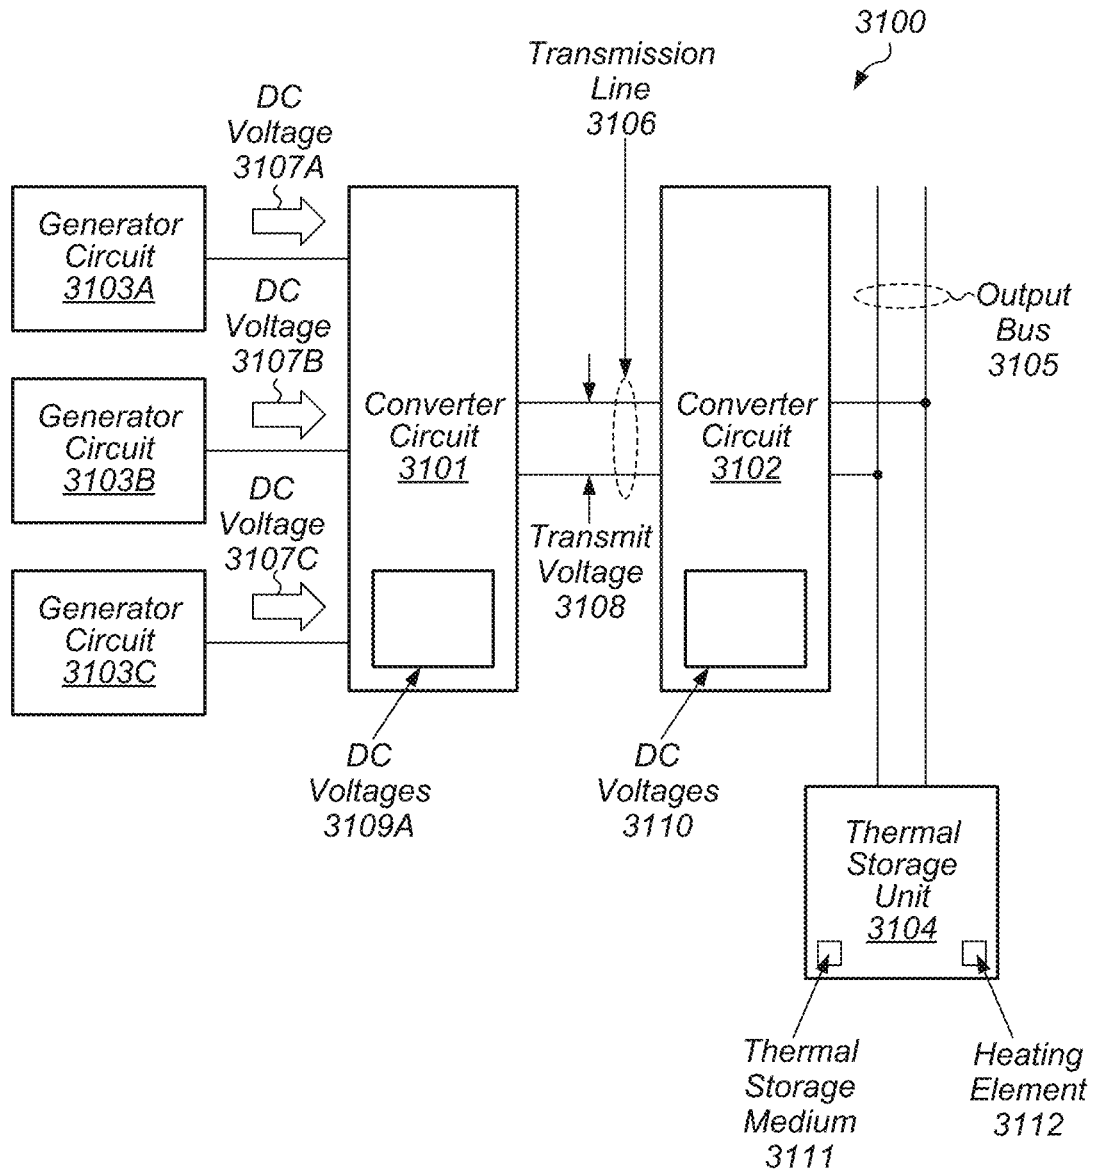 3100
Transmission
Line
3106
DC
Voltage
3107A
Generator
Circuit
3103A
DC
Voltage
3107B
Output
Bus
3105
Generator
Circuit
3103B
Converter
Circuit
3101
Converter
Circuit
3102
DC
Voltage
3107C
Transmit
Voltage
3108
Generator
Circuit
3103C
DC
Voltages
3109A
DC
Voltages
3110
Thermal
Storage
Unit
3104
Thermal
Storage
Medium
3111
Heating
Element
3112